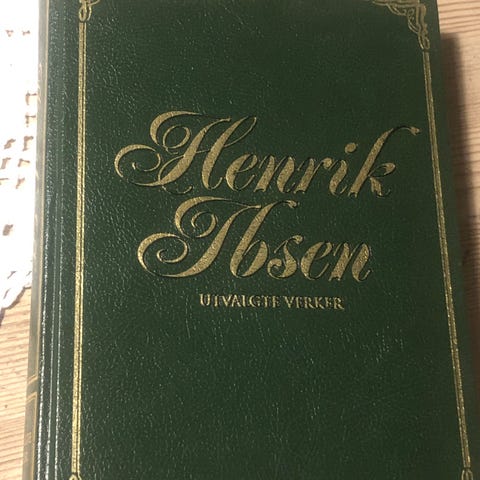 Henrik
Ibsen
UTVALGTE VERKER